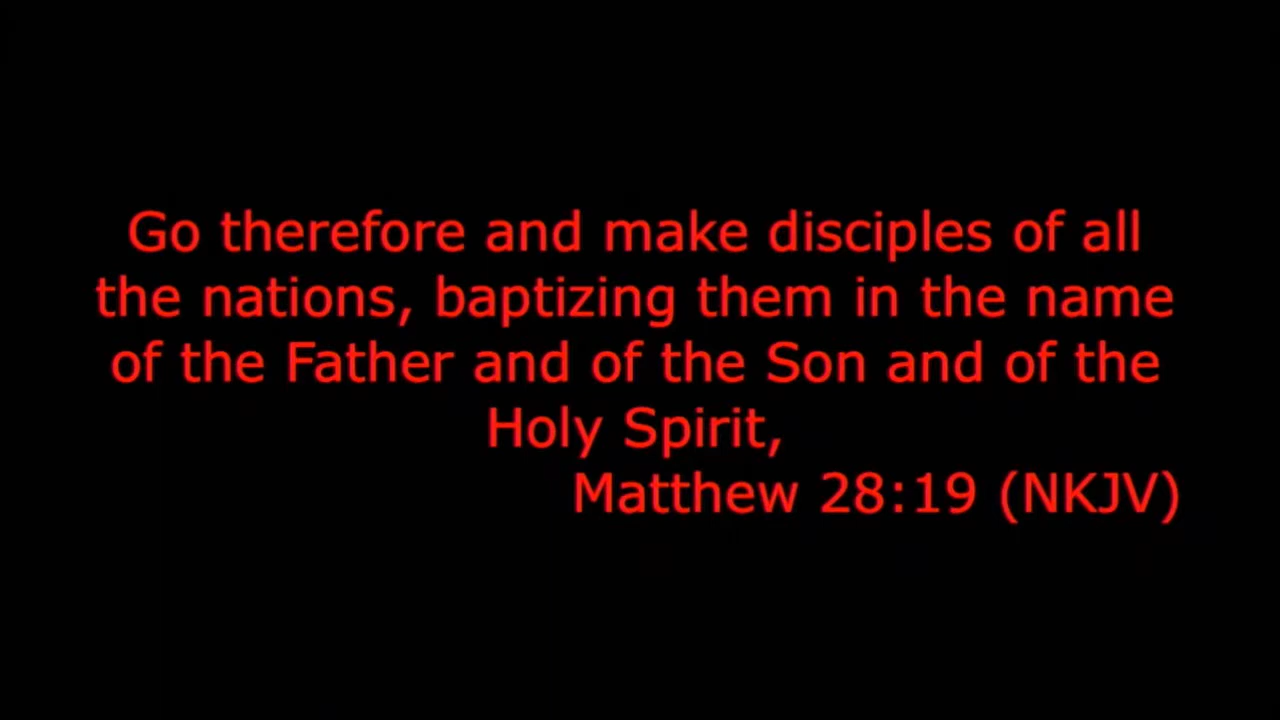 Go therefore and make disciples of all
the nations, baptizing them in the name
of the Father and of the Son and of the
Holy Spirit,
Matthew 28:19 (NKJV)